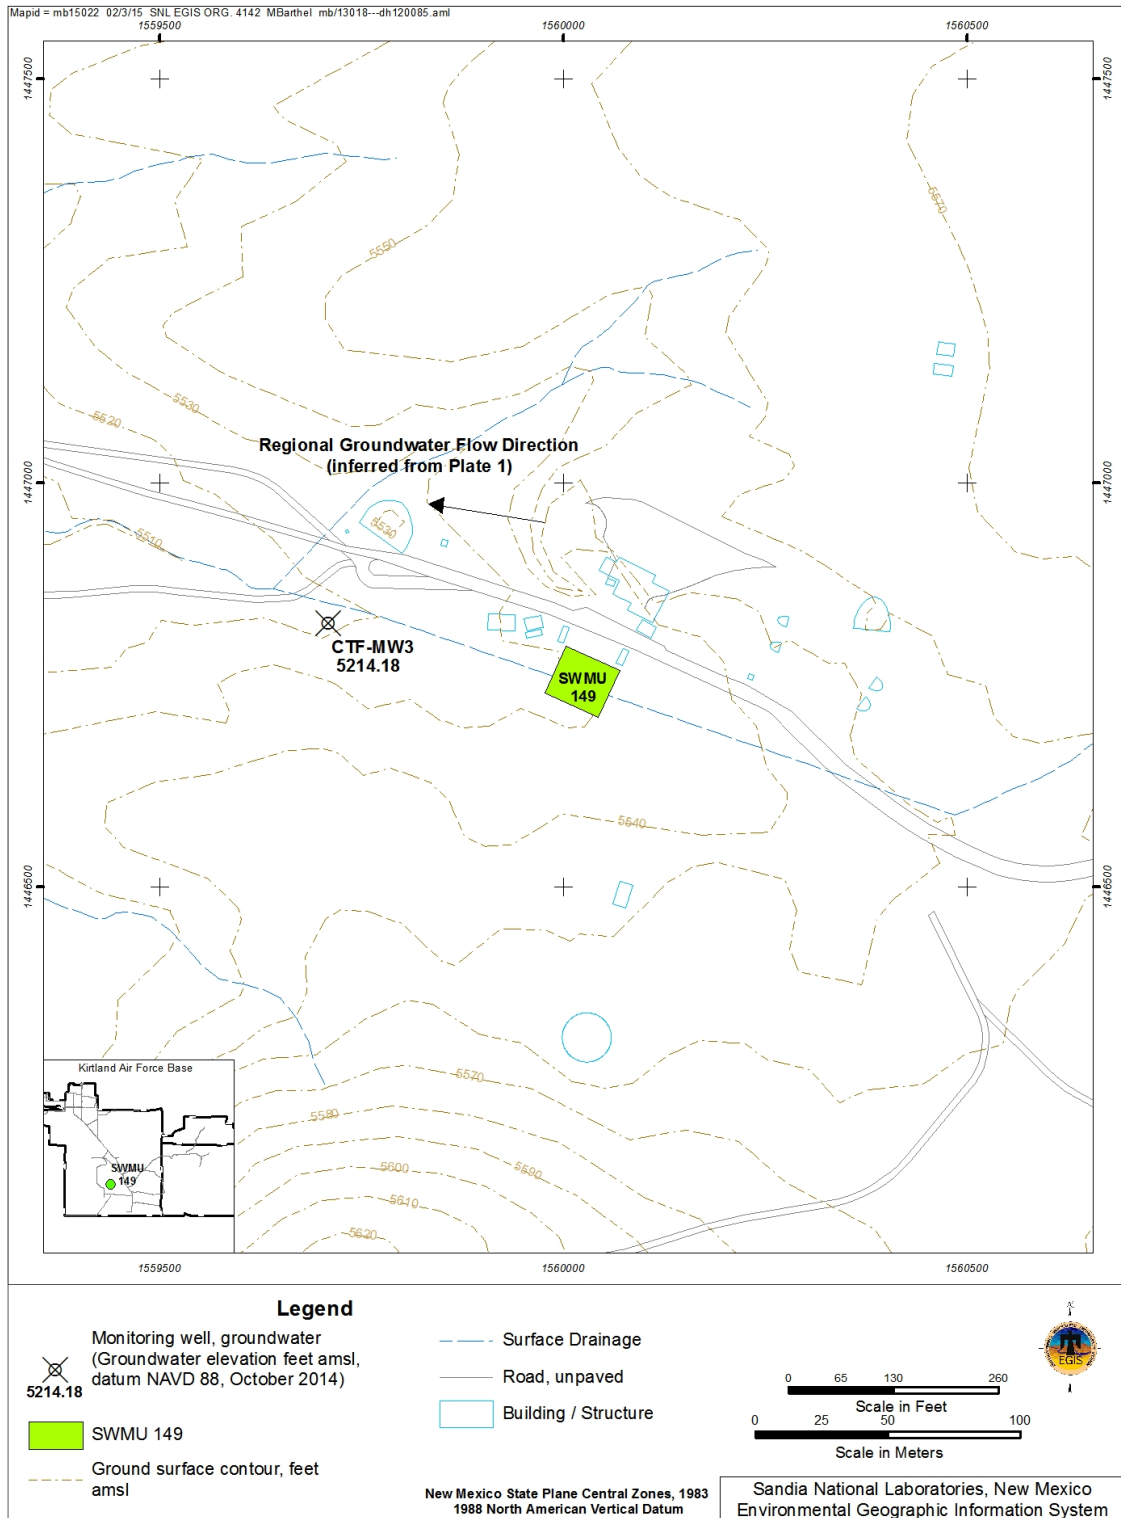 Mapid = mb15022  02/3/15  SNL EGIS ORG. 4142  MBarthel  mb/13018---dh120085.aml
1559500
1560000
1560500
1447500
1447500
5570
5550
5530
5520
Regional Groundwater Flow Direction
(inferred from Plate 1)
1447000
1447000
5530
5510
CTF-MW3
5214.18
SWMU
149
5540
1446500
1446500
5570
5580
5590
5600
5610
5620
Kirtland Air Force Base
SWMU
149
1559500
1560000
1560500
Legend
Monitoring well, groundwater
(Groundwater elevation feet amsl,
datum NAVD 88, October 2014)
5214.18
SWMU 149
Ground surface contour, feet
amsl
Surface Drainage
Road, unpaved
Building / Structure
N
EGIS
0 65 130 260
Scale in Feet
0 25 50 100
Scale in Meters
New Mexico State Plane Central Zones, 1983
1988 North American Vertical Datum
Sandia National Laboratories, New Mexico
Environmental Geographic Information System